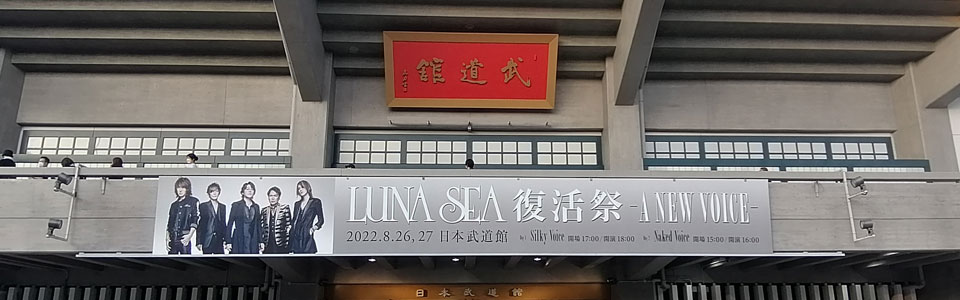 武道館
LUNA SEA 復活祭 -A NEW VOICE-
2022.8.26, 27 日本武道館 Silky Voice 開場 17:00 / 開演 18:00 Naked Voice 開場 15:00 / 開演 16:00
日本武道館